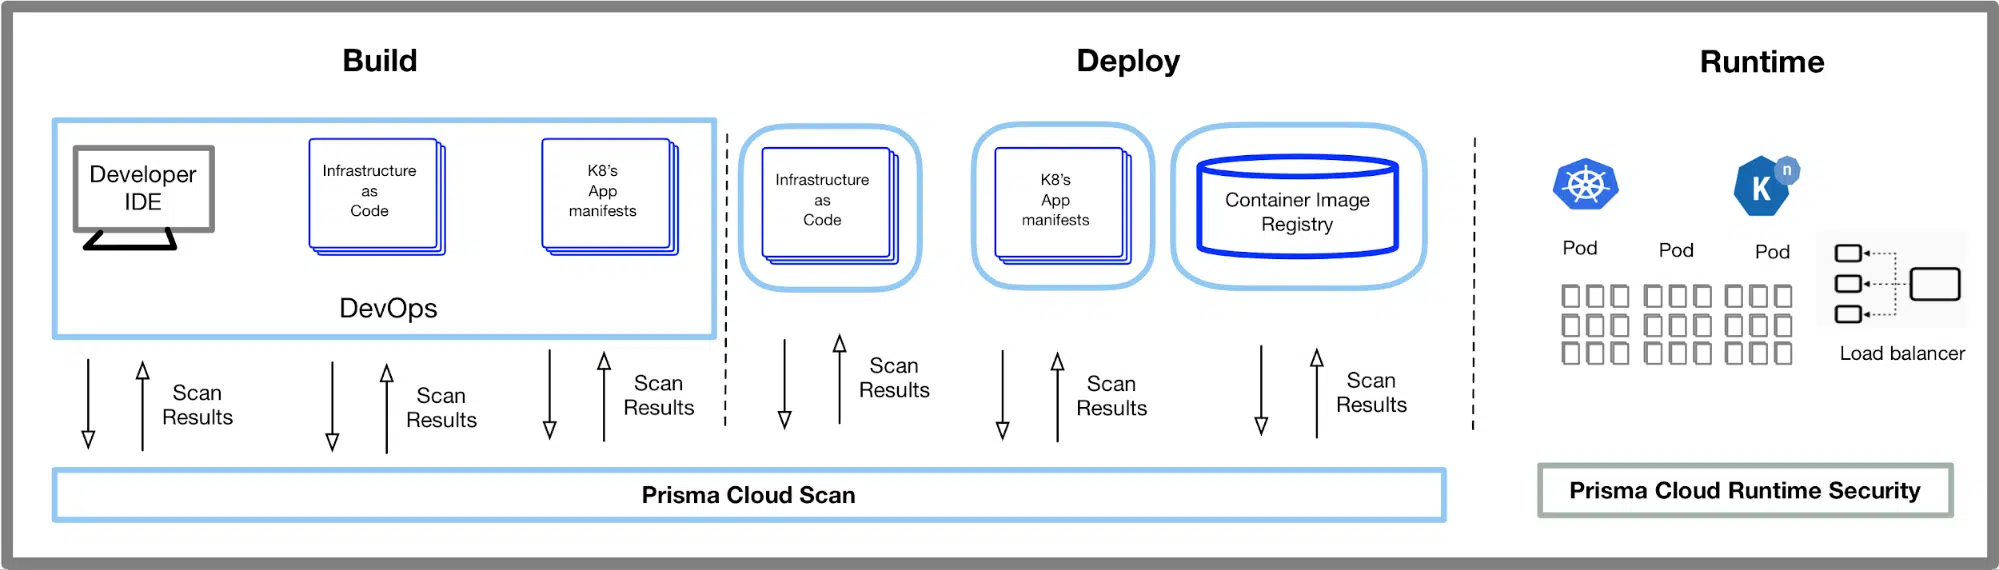 Build
Deploy
Runtime
Developer
IDE
Infrastructure
as
Code
K8's
App
manifests
DevOps
Infrastructure
as
Code
K8's
App
manifests
Container Image
Registry
K
n
Pod
Pod
Pod
Load balancer
Scan
Results
Scan
Results
Scan
Results
Scan
Results
Scan
Results
Scan
Results
Prisma Cloud Scan
Prisma Cloud Runtime Security